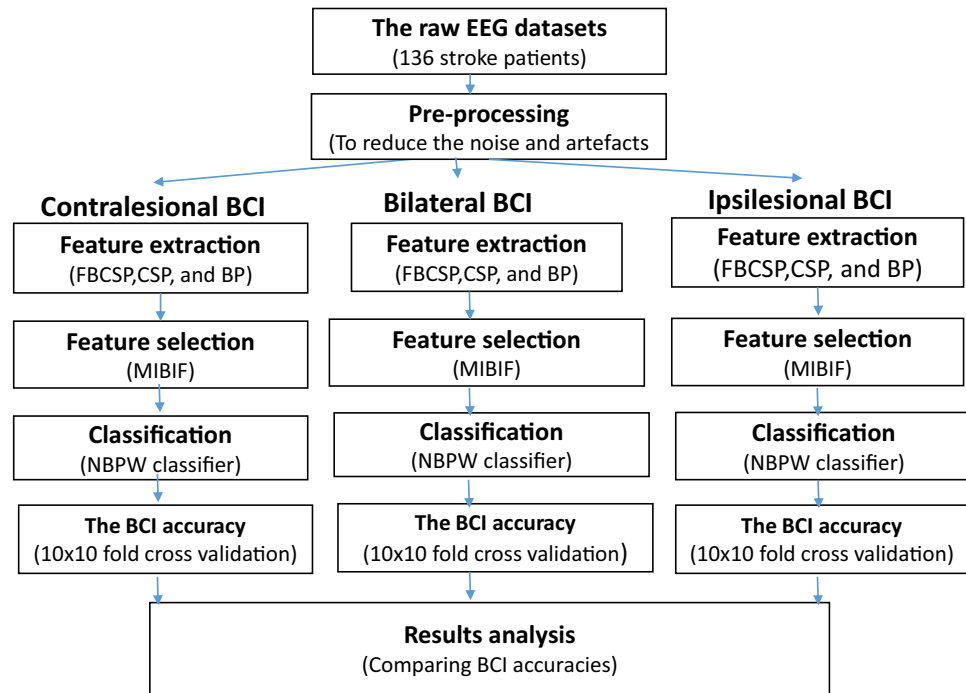 The raw EEG datasets
(136 stroke patients)
Pre-processing
(To reduce the noise and artefacts
Contralesional BCI
Feature extraction
(FBCSP,CSP, and BP)
Feature selection
(MIBIF)
Classification
(NBPW classifier)
The BCI accuracy
(10x10 fold cross validation)
Bilateral BCI
Feature extraction
(FBCSP,CSP, and BP)
Feature selection
(MIBIF)
Classification
(NBPW classifier)
The BCI accuracy
(10x10 fold cross validation)
Ipsilesional BCI
Feature extraction
(FBCSP,CSP, and BP)
Feature selection
(MIBIF)
Classification
(NBPW classifier)
The BCI accuracy
(10x10 fold cross validation)
Results analysis
(Comparing BCI accuracies)